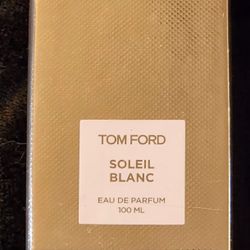 TOM FORD
SOLEIL
BLANC
EAU DE PARFUM
100 ML